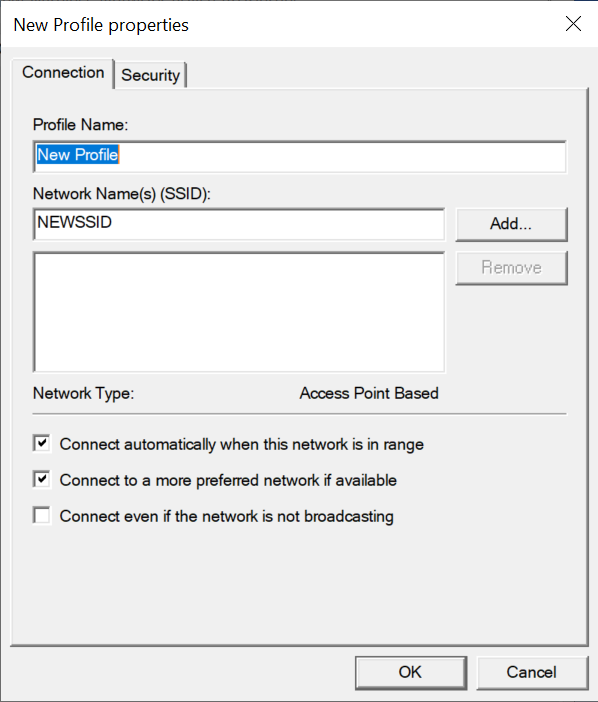 New Profile properties
Connection Security
Profile Name:
New Profile
Network Name(s) (SSID):
NEWSSID Add...
Remove
Network Type: Access Point Based
Connect automatically when this network is in range
Connect to a more preferred network if available
Connect even if the network is not broadcasting
OK Cancel